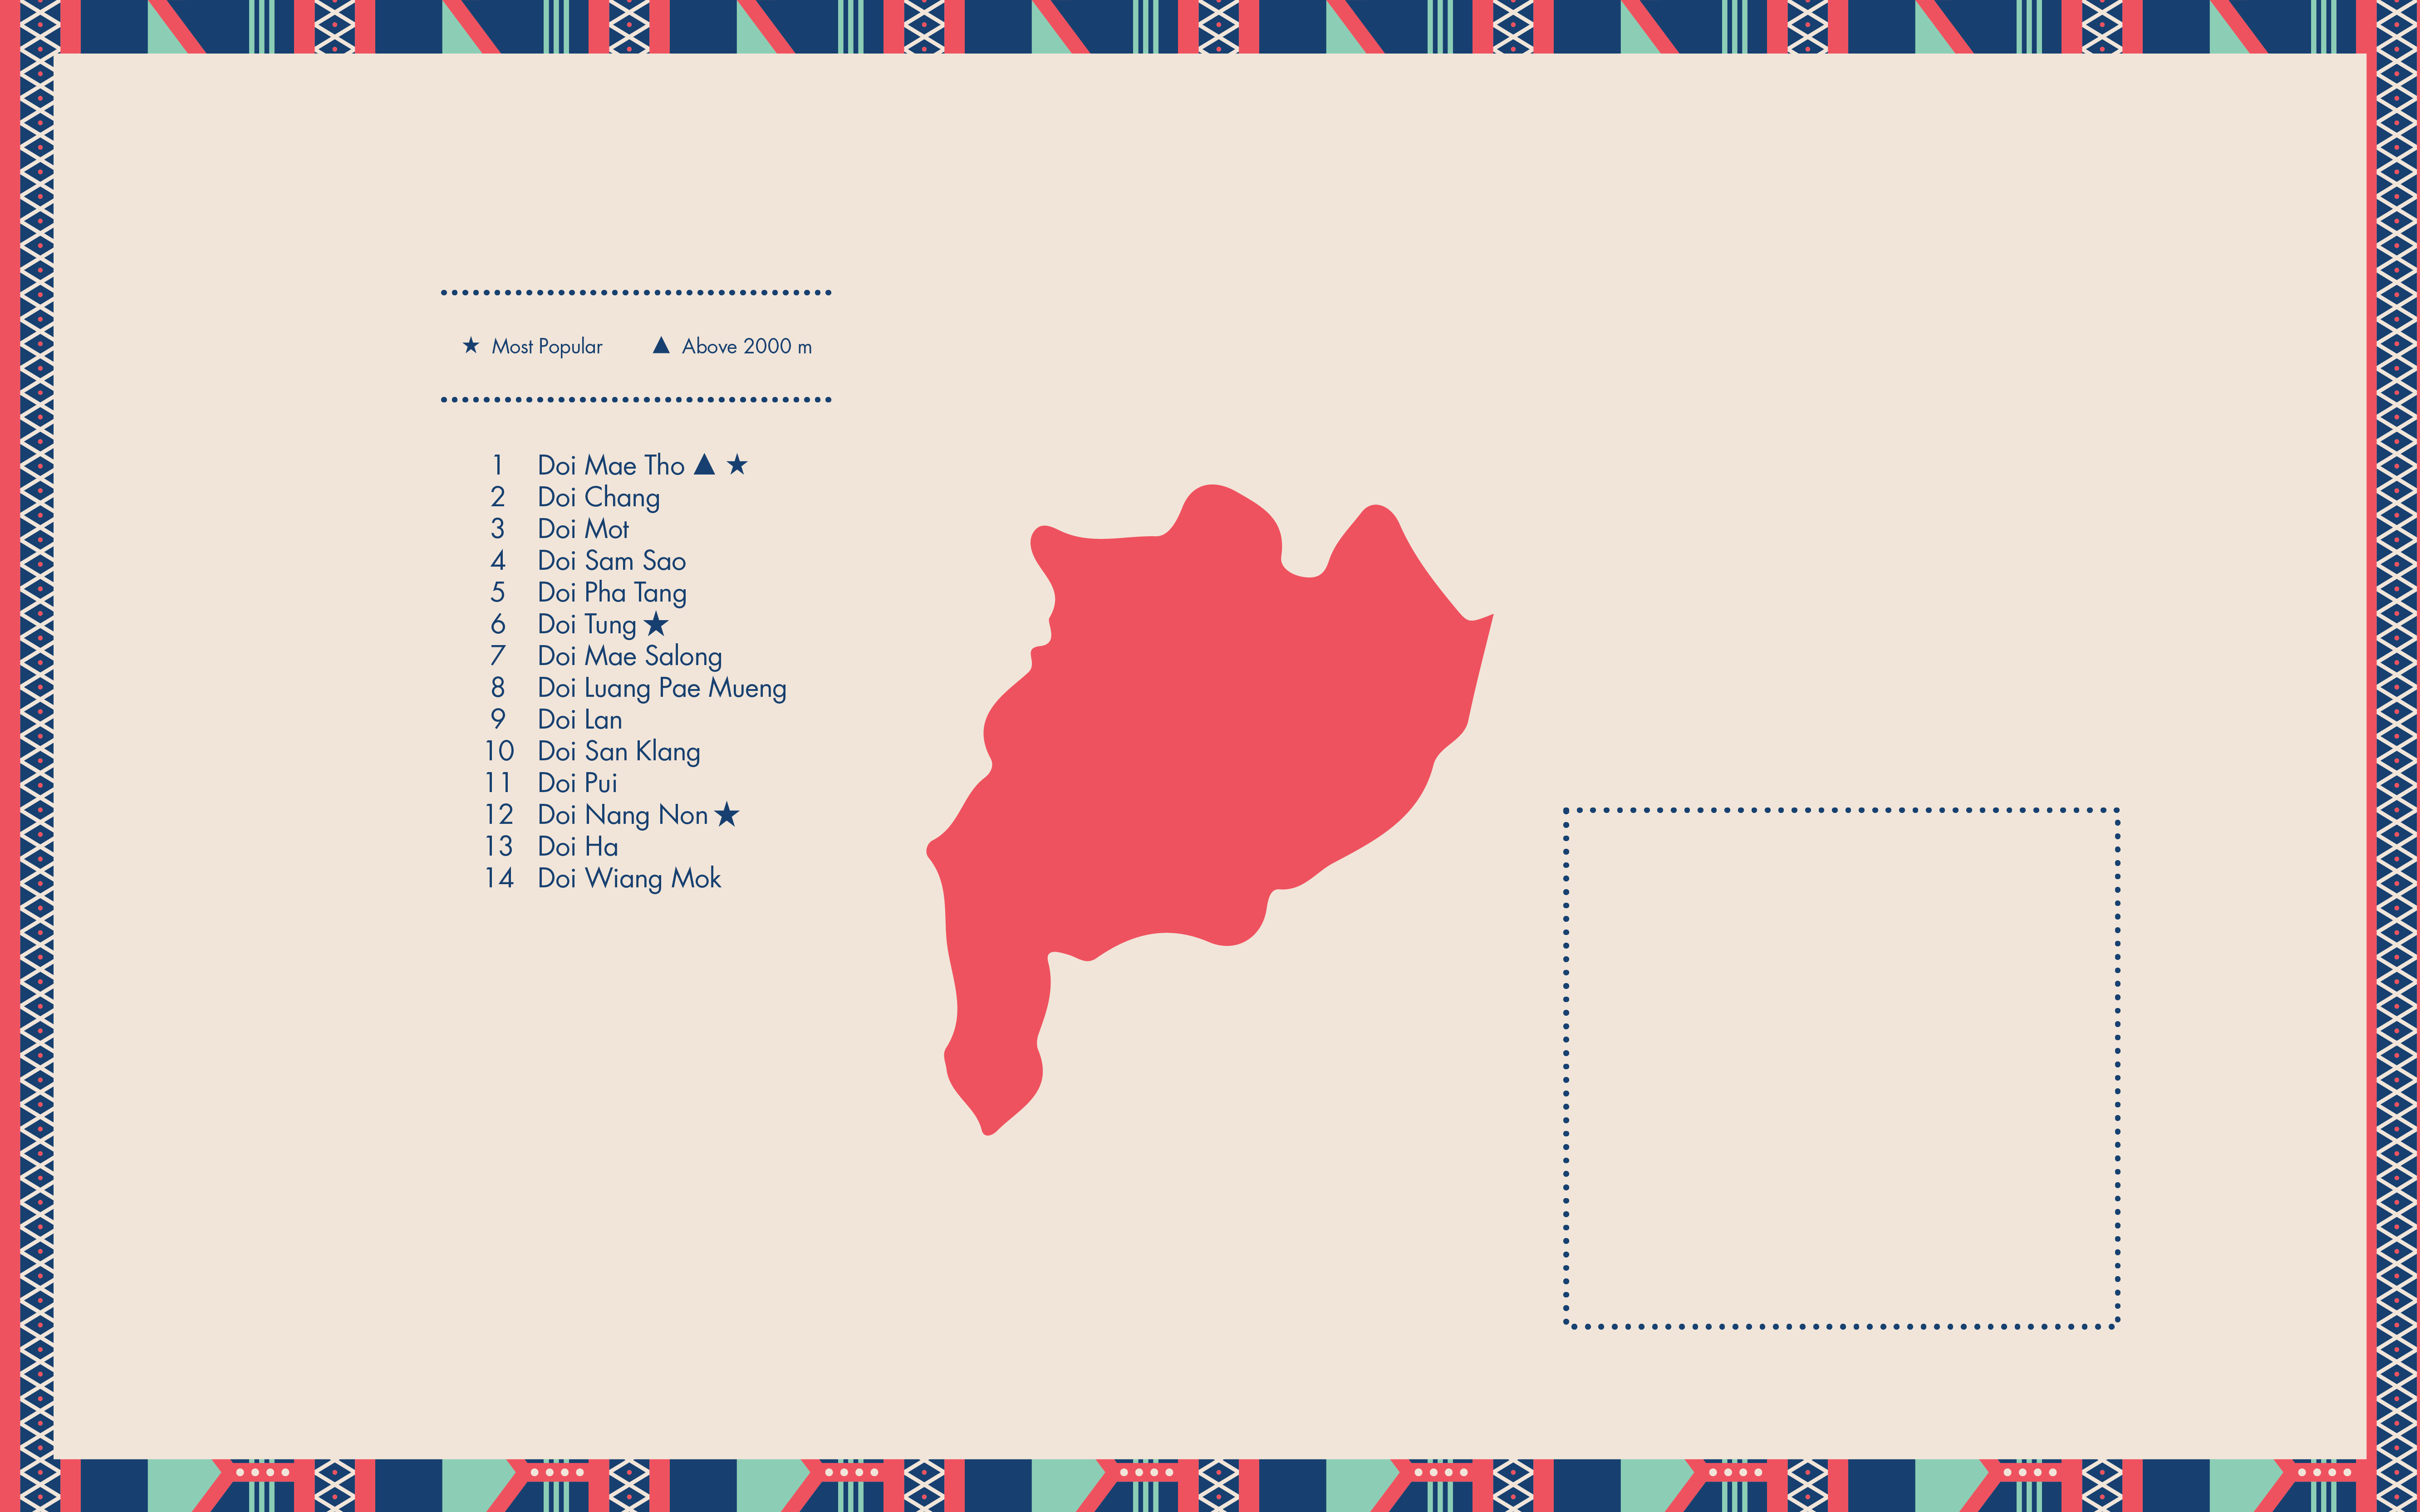 ★ Most Popular ▲ Above 2000 m
1 Doi Mae Tho ▲ ★
2 Doi Chang
3 Doi Mot
4 Doi Sam Sao
5 Doi Pha Tang
6 Doi Tung ★
7 Doi Mae Salong
8 Doi Luang Pae Mueng
9 Doi Lan
10 Doi San Klang
11 Doi Pui
12 Doi Nang Non ★
13 Doi Ha
14 Doi Wiang Mok